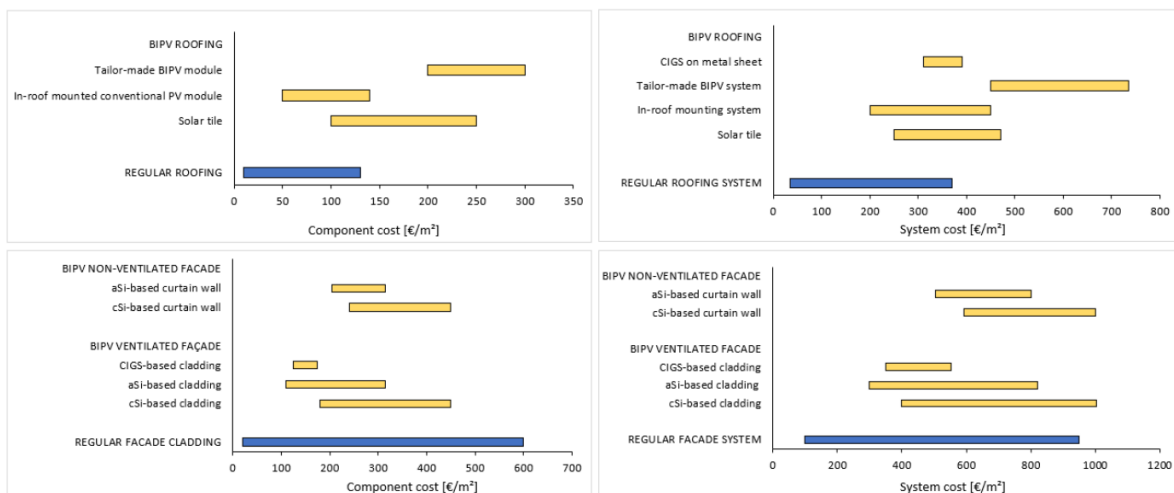 BIPV ROOFING
Tailor-made BIPV module
In-roof mounted conventional PV module
Solar tile
REGULAR ROOFING
0 50 100 150 200 250 300 350
Component cost [€/m²]
BIPV ROOFING
CIGS on metal sheet
Tailor-made BIPV system
In-roof mounting system
Solar tile
REGULAR ROOFING SYSTEM
0 100 200 300 400 500 600 700 800
System cost [€/m²]
BIPV NON-VENTILATED FACADE
aSi-based curtain wall
cSi-based curtain wall
BIPV VENTILATED FAÇADE
CIGS-based cladding
aSi-based cladding
cSi-based cladding
REGULAR FACADE CLADDING
0 100 200 300 400 500 600 700
Component cost [€/m²]
BIPV NON-VENTILATED FACADE
aSi-based curtain wall
cSi-based curtain wall
BIPV VENTILATED FACADE
CIGS-based cladding
aSi-based cladding
cSi-based cladding
REGULAR FACADE SYSTEM
0 200 400 600 800 1000 1200
System cost [€/m²]